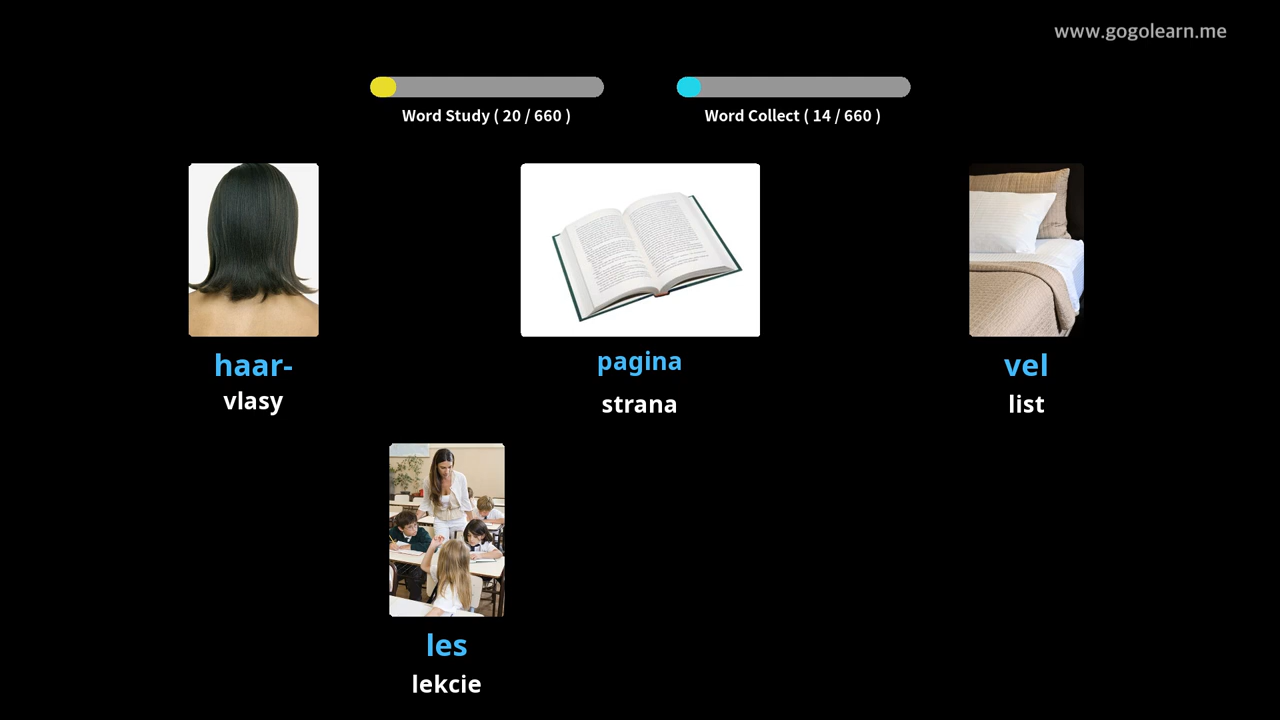 www.gogolearn.me
Word Study ( 20 / 660 )
Word Collect ( 14 / 660 )
haar-
vlasy
pagina
strana
vel
list
les
lekcie